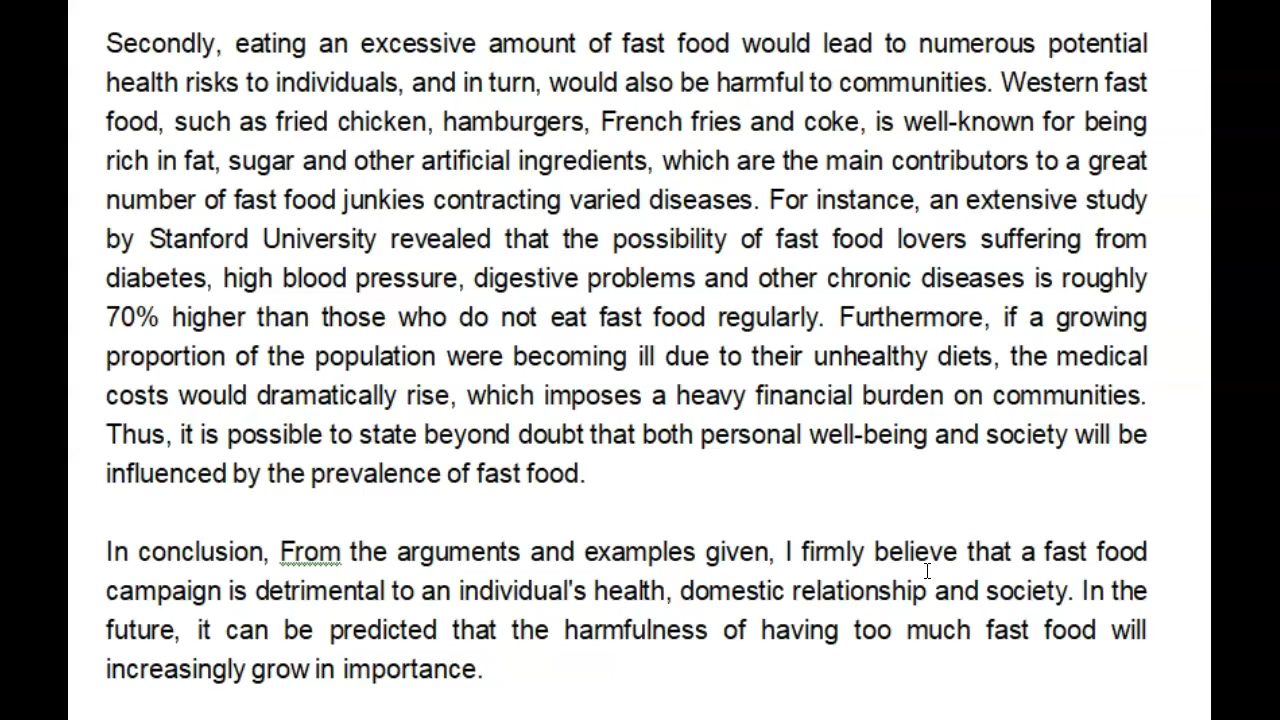 Secondly, eating an excessive amount of fast food would lead to numerous potential
health risks to individuals, and in turn, would also be harmful to communities. Western fast
food, such as fried chicken, hamburgers, French fries and coke, is well-known for being
rich in fat, sugar and other artificial ingredients, which are the main contributors to a great
number of fast food junkies contracting varied diseases. For instance, an extensive study
by Stanford University revealed that the possibility of fast food lovers suffering from
diabetes, high blood pressure, digestive problems and other chronic diseases is roughly
70% higher than those who do not eat fast food regularly. Furthermore, if a growing
proportion of the population were becoming ill due to their unhealthy diets, the medical
costs would dramatically rise, which imposes a heavy financial burden on communities.
Thus, it is possible to state beyond doubt that both personal well-being and society will be
influenced by the prevalence of fast food.
In conclusion, From the arguments and examples given, I firmly believe that a fast food
campaign is detrimental to an individual's health, domestic relationship and society. In the
future, it can be predicted that the harmfulness of having too much fast food will
increasingly grow in importance.